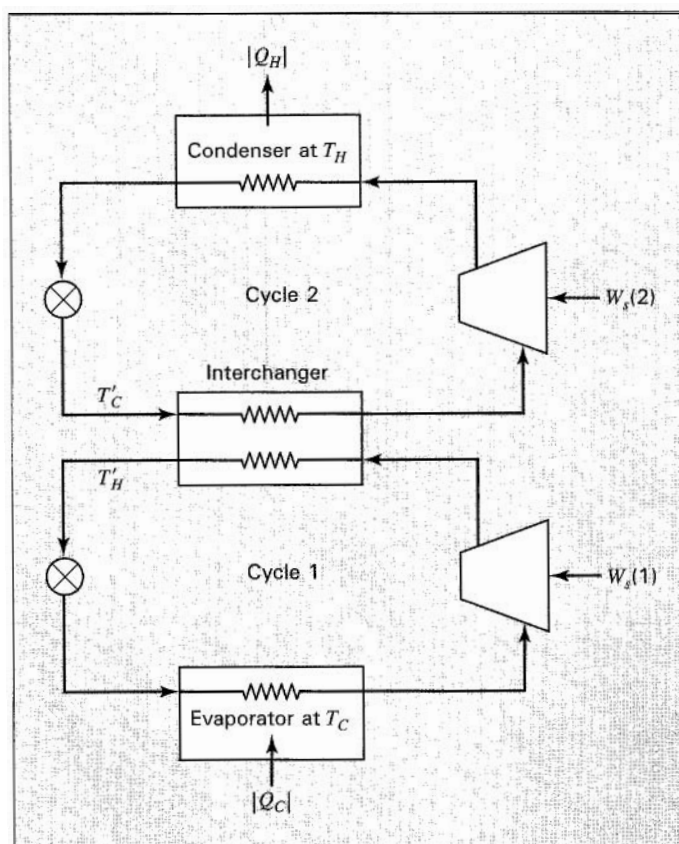 |Q_H|
Condenser at T_H
Cycle 2
W_s(2)
Interchanger
T'_C
T'_H
Cycle 1
W_s(1)
Evaporator at T_C
|Q_C|